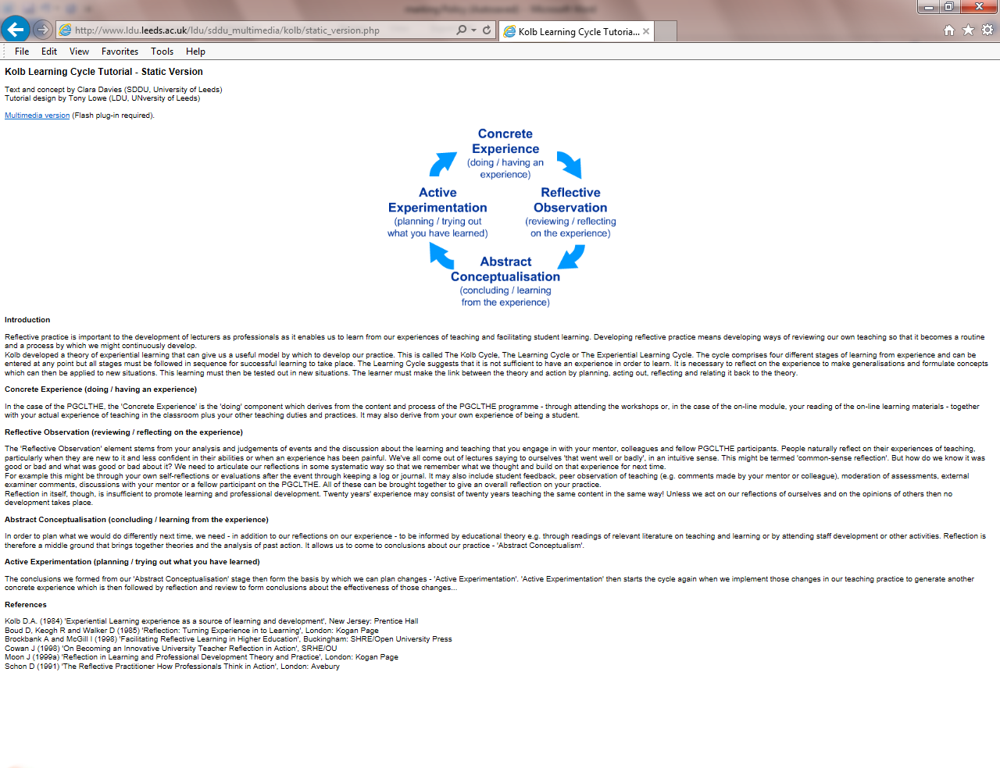 http://www.ldu.leeds.ac.uk/ldu/sddu_multimedia/kolb/static_version.php
Kolb Learning Cycle Tutoria...
File Edit View Favorites Tools Help
Kolb Learning Cycle Tutorial - Static Version
Text and concept by Clara Davies (SDDU, University of Leeds)
Tutorial design by Tony Lowe (LDU, UNversity of Leeds)
Multimedia version (Flash plug-in required).
Concrete
Experience
(doing / having an
experience)
Reflective
Observation
(reviewing / reflecting
on the experience)
Abstract
Conceptualisation
(concluding / learning
from the experience)
Active
Experimentation
(planning / trying out
what you have learned)
Introduction
Reflective practice is important to the development of lecturers as professionals as it enables us to learn from our experiences of teaching and facilitating student learning. Developing reflective practice means developing ways of reviewing our own teaching so that it becomes a routine
and a process by which we might continuously develop.
Kolb developed a theory of experiential learning that can give us a useful model by which to develop our practice. This is called The Kolb Cycle, The Learning Cycle or The Experiential Learning Cycle. The cycle comprises four different stages of learning from experience and can be
entered at any point but all stages must be followed in sequence for successful learning to take place. The Learning Cycle suggests that it is not sufficient to have an experience in order to learn. It is necessary to reflect on the experience to make generalisations and formulate concepts
which can then be applied to new situations. This learning must then be tested out in new situations. The learner must make the link between the theory and action by planning, acting out, reflecting and relating it back to the theory.
Concrete Experience (doing / having an experience)
In the case of the PGCLTHE, the 'Concrete Experience' is the 'doing' component which derives from the content and process of the PGCLTHE programme - through attending the workshops or, in the case of the on-line module, your reading of the on-line learning materials - together
with your actual experience of teaching in the classroom plus your other teaching duties and practices. It may also derive from your own experience of being a student.
Reflective Observation (reviewing / reflecting on the experience)
The 'Reflective Observation' element stems from your analysis and judgements of events and the discussion about the learning and teaching that you engage in with your mentor, colleagues and fellow PGCLTHE participants. People naturally reflect on their experiences of teaching,
particularly when they are new to it and less confident in their abilities or when an experience has been painful. We've all come out of lectures saying to ourselves 'that went well or badly', in an intuitive sense. This might be termed 'common-sense reflection'. But how do we know it was
good or bad and what was good or bad about it? We need to articulate our reflections in some systematic way so that we remember what we thought and build on that experience for next time.
For example this might be through your own self-reflections or evaluations after the event through keeping a log or journal. It may also include student feedback, peer observation of teaching (e.g. comments made by your mentor or colleague), moderation of assessments, external
examiner comments, discussions with your mentor or a fellow participant on the PGCLTHE. All of these can be brought together to give an overall reflection on your practice.
Reflection in itself, though, is insufficient to promote learning and professional development. Twenty years' experience may consist of twenty years teaching the same content in the same way! Unless we act on our reflections of ourselves and on the opinions of others then no
development takes place.
Abstract Conceptualisation (concluding / learning from the experience)
In order to plan what we would do differently next time, we need - in addition to our reflections on our experience - to be informed by educational theory e.g. through readings of relevant literature on teaching and learning or by attending staff development or other activities. Reflection is
therefore a middle ground that brings together theories and the analysis of past action. It allows us to come to conclusions about our practice - 'Abstract Conceptualism'.
Active Experimentation (planning / trying out what you have learned)
The conclusions we formed from our 'Abstract Conceptualisation' stage then form the basis by which we can plan changes - 'Active Experimentation'. 'Active Experimentation' then starts the cycle again when we implement those changes in our teaching practice to generate another
concrete experience which is then followed by reflection and review to form conclusions about the effectiveness of those changes...
References
Kolb D.A. (1984) 'Experiential Learning experience as a source of learning and development', New Jersey: Prentice Hall
Boud D, Keogh R and Walker D (1985) 'Reflection: Turning Experience in to Learning', London: Kogan Page
Brockbank A and McGill I (1998) 'Facilitating Reflective Learning in Higher Education', Buckingham: SHRE/Open University Press
Cowan J (1998) 'On Becoming an Innovative University Teacher Reflection in Action', SRHE/OU
Moon J (1999a) 'Reflection in Learning and Professional Development Theory and Practice', London: Kogan Page
Schon D (1991) 'The Reflective Practitioner How Professionals Think in Action', London: Avebury